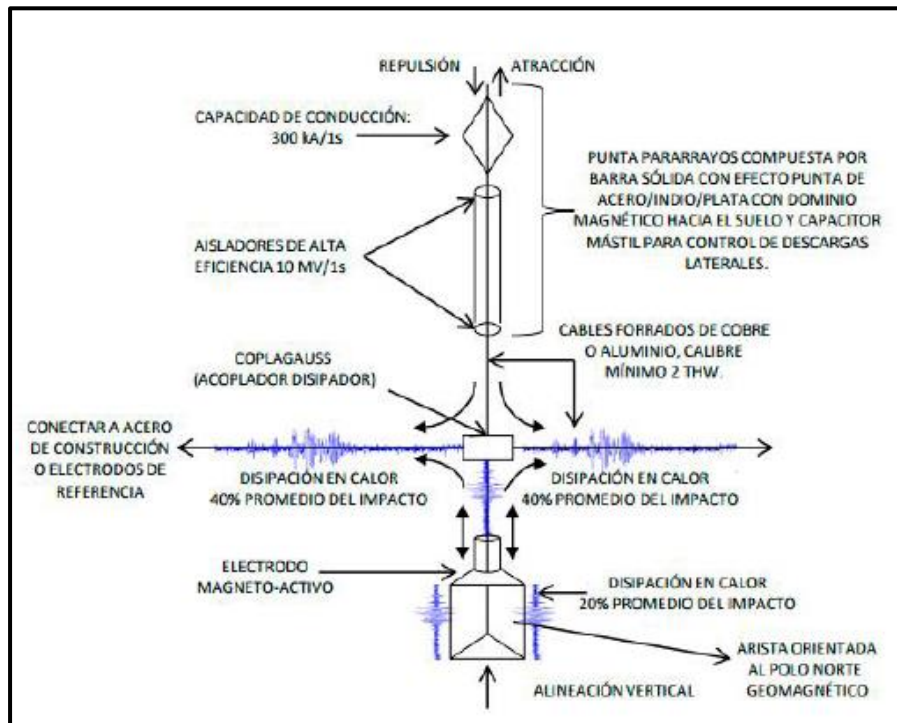 REPULSIÓN
ATRACCIÓN
CAPACIDAD DE CONDUCCIÓN:
300 kA/1s
PUNTA PARARRAYOS COMPUESTA POR
BARRA SÓLIDA CON EFECTO PUNTA DE
ACERO/INDIO/PLATA CON DOMINIO
MAGNÉTICO HACIA EL SUELO Y CAPACITOR
MÁSTIL PARA CONTROL DE DESCARGAS
LATERALES.
AISLADORES DE ALTA
EFICIENCIA 10 MV/1s
CABLES FORRADOS DE COBRE
O ALUMINIO, CALIBRE
MÍNIMO 2 THW.
COPLAGAUSS
(ACOPLADOR DISIPADOR)
CONECTAR A ACERO
DE CONSTRUCCIÓN
O ELECTRODOS DE
REFERENCIA
DISIPACIÓN EN CALOR
40% PROMEDIO DEL IMPACTO
DISIPACIÓN EN CALOR
40% PROMEDIO DEL IMPACTO
ELECTRODO
MAGNETO-ACTIVO
DISIPACIÓN EN CALOR
20% PROMEDIO DEL IMPACTO
ARISTA ORIENTADA
AL POLO NORTE
GEOMAGNÉTICO
ALINEACIÓN VERTICAL